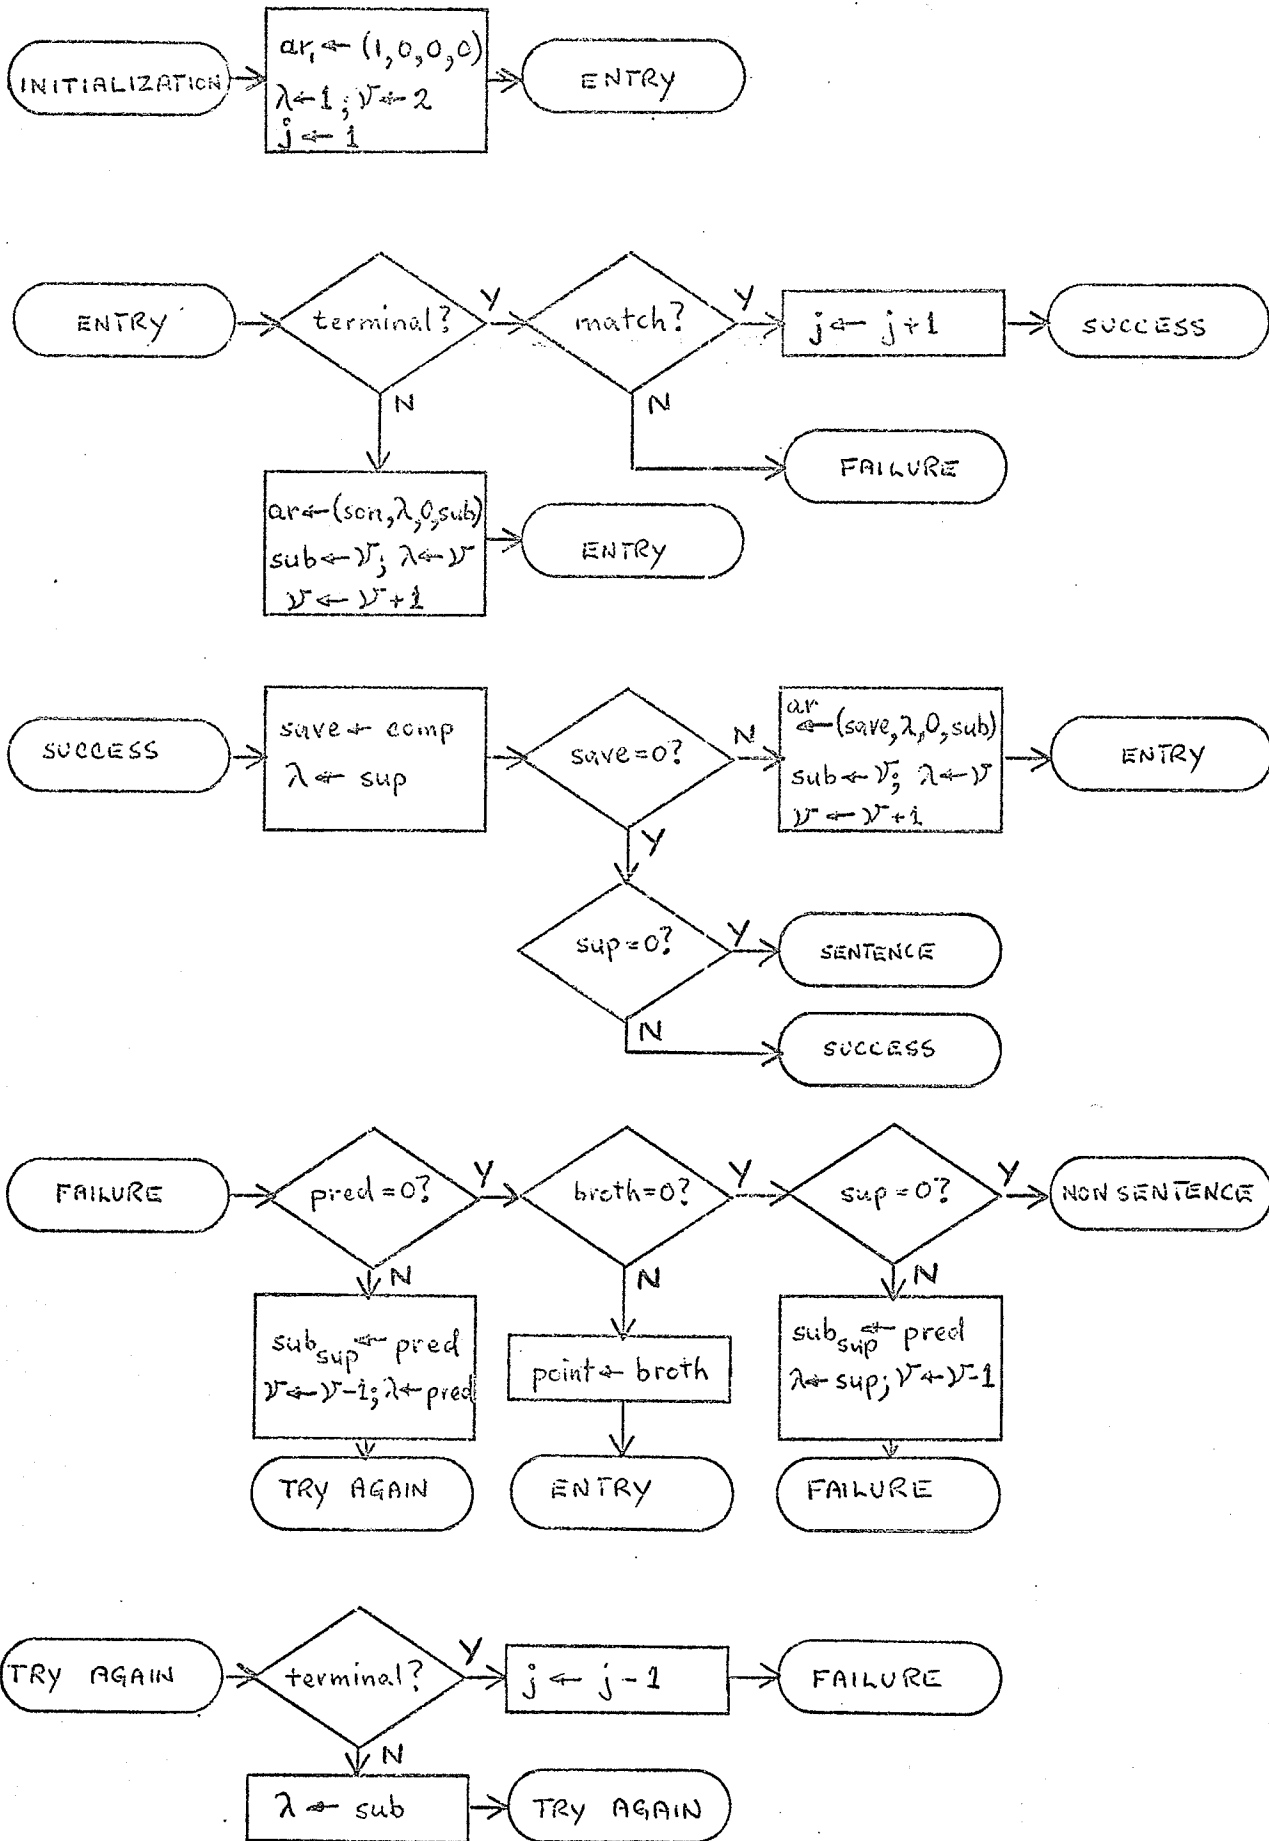 INITIALIZATION
ar₁ ← (1,0,0,0)
λ←1; ν←2
j ← 1
ENTRY
ENTRY
terminal?
Y
match?
Y
j ← j+1
SUCCESS
N
N
FAILURE
ar←(son,λ,0,sub)
sub←ν; λ←ν
ν ← ν+1
ENTRY
SUCCESS
save ← comp
λ ← sup
save=0?
N
ar
←(save,λ,0,sub)
sub←ν; λ←ν
ν ← ν+1
ENTRY
Y
sup=0?
Y
SENTENCE
N
SUCCESS
FAILURE
pred=0?
Y
broth=0?
Y
sup=0?
Y
NONSENTENCE
N
N
N
sub_sup ← pred
ν←ν-1; λ←pred
point← broth
sub_sup ← pred
λ← sup; ν←ν-1
TRY AGAIN
ENTRY
FAILURE
TRY AGAIN
terminal?
Y
j ← j-1
FAILURE
N
λ ← sub
TRY AGAIN